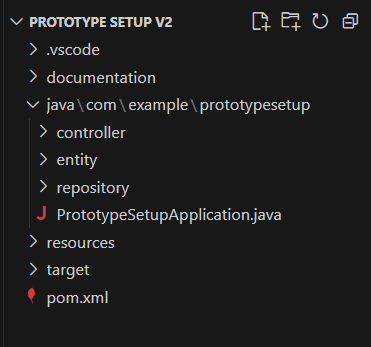 PROTOTYPE SETUP V2
.vscode
documentation
java\com\example\prototypesetup
controller
entity
repository
PrototypeSetupApplication.java
resources
target
pom.xml